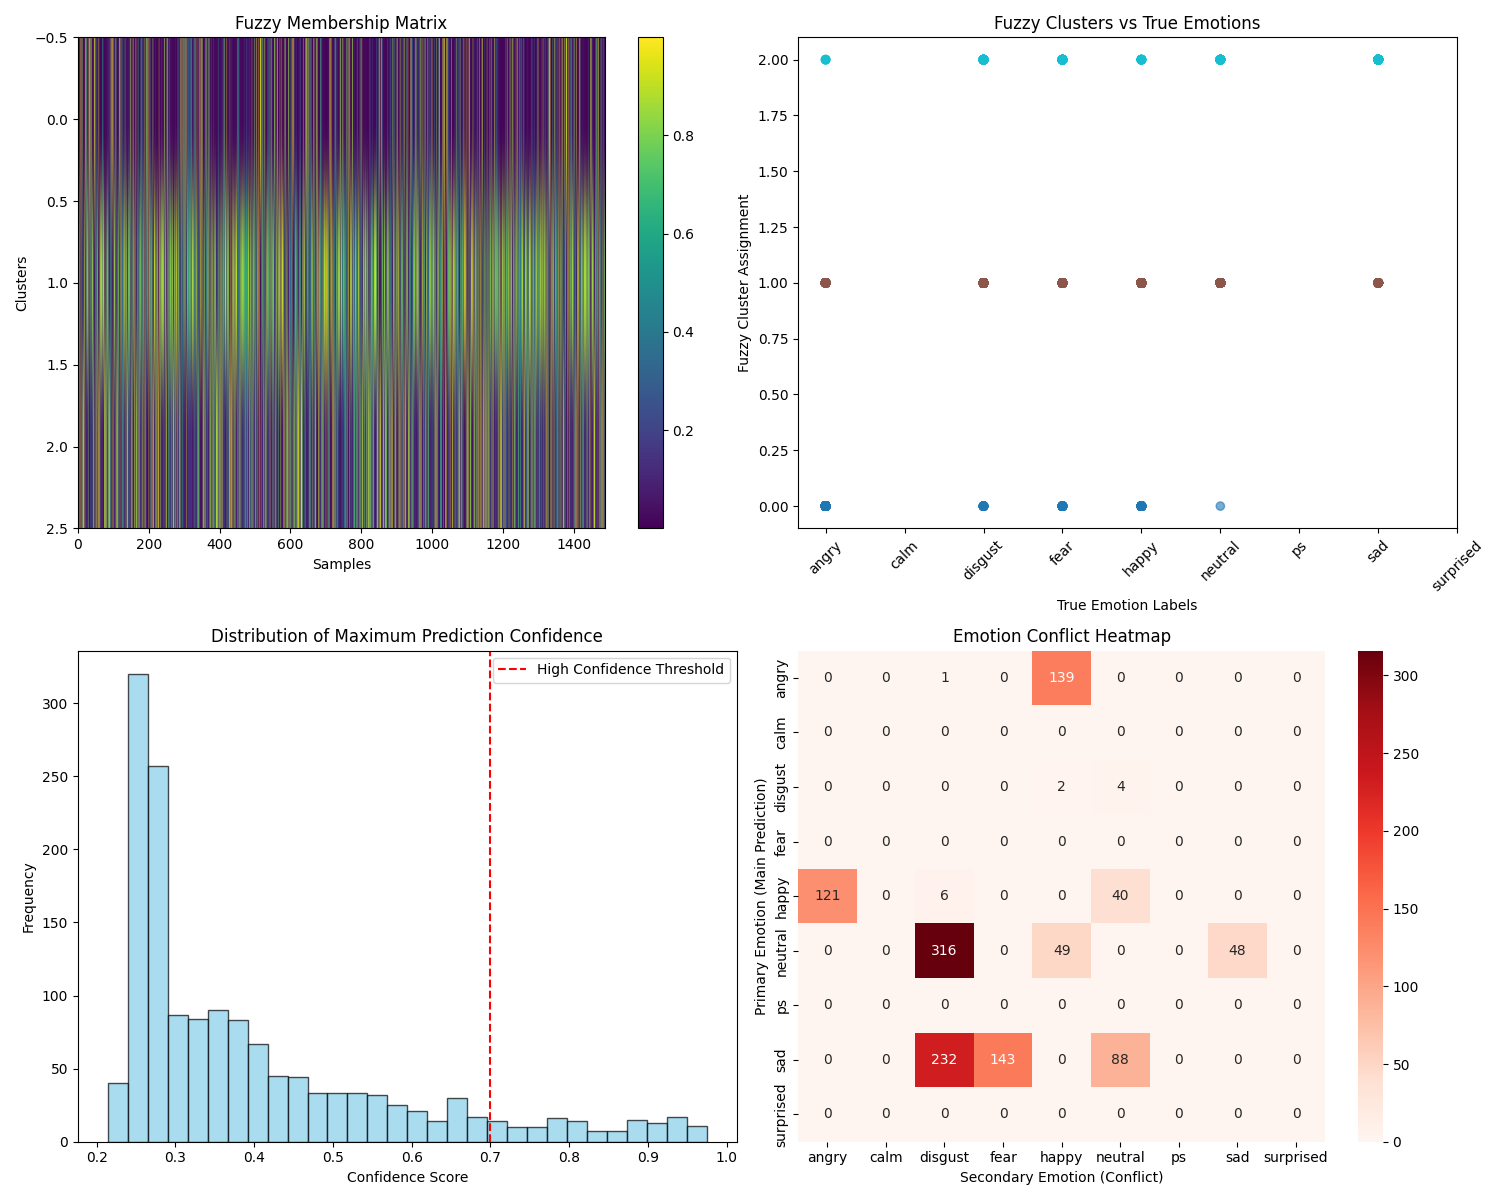 Fuzzy Membership Matrix
−0.5
0.0
0.5
1.0
1.5
2.0
2.5
Clusters
0 200 400 600 800 1000 1200 1400
Samples
0.8
0.6
0.4
0.2
Fuzzy Clusters vs True Emotions
2.00
1.75
1.50
1.25
1.00
0.75
0.50
0.25
0.00
Fuzzy Cluster Assignment
angry calm disgust fear happy neutral ps sad surprised
True Emotion Labels
Distribution of Maximum Prediction Confidence
High Confidence Threshold
300
250
200
150
100
50
0
Frequency
0.2 0.3 0.4 0.5 0.6 0.7 0.8 0.9 1.0
Confidence Score
Emotion Conflict Heatmap
Primary Emotion (Main Prediction)
angry 0 0 1 0 139 0 0 0 0
calm 0 0 0 0 0 0 0 0 0
disgust 0 0 0 0 2 4 0 0 0
fear 0 0 0 0 0 0 0 0 0
happy 121 0 6 0 0 40 0 0 0
neutral 0 0 316 0 49 0 0 48 0
ps 0 0 0 0 0 0 0 0 0
sad 0 0 232 143 0 88 0 0 0
surprised 0 0 0 0 0 0 0 0 0
angry calm disgust fear happy neutral ps sad surprised
Secondary Emotion (Conflict)
300
250
200
150
100
50
0